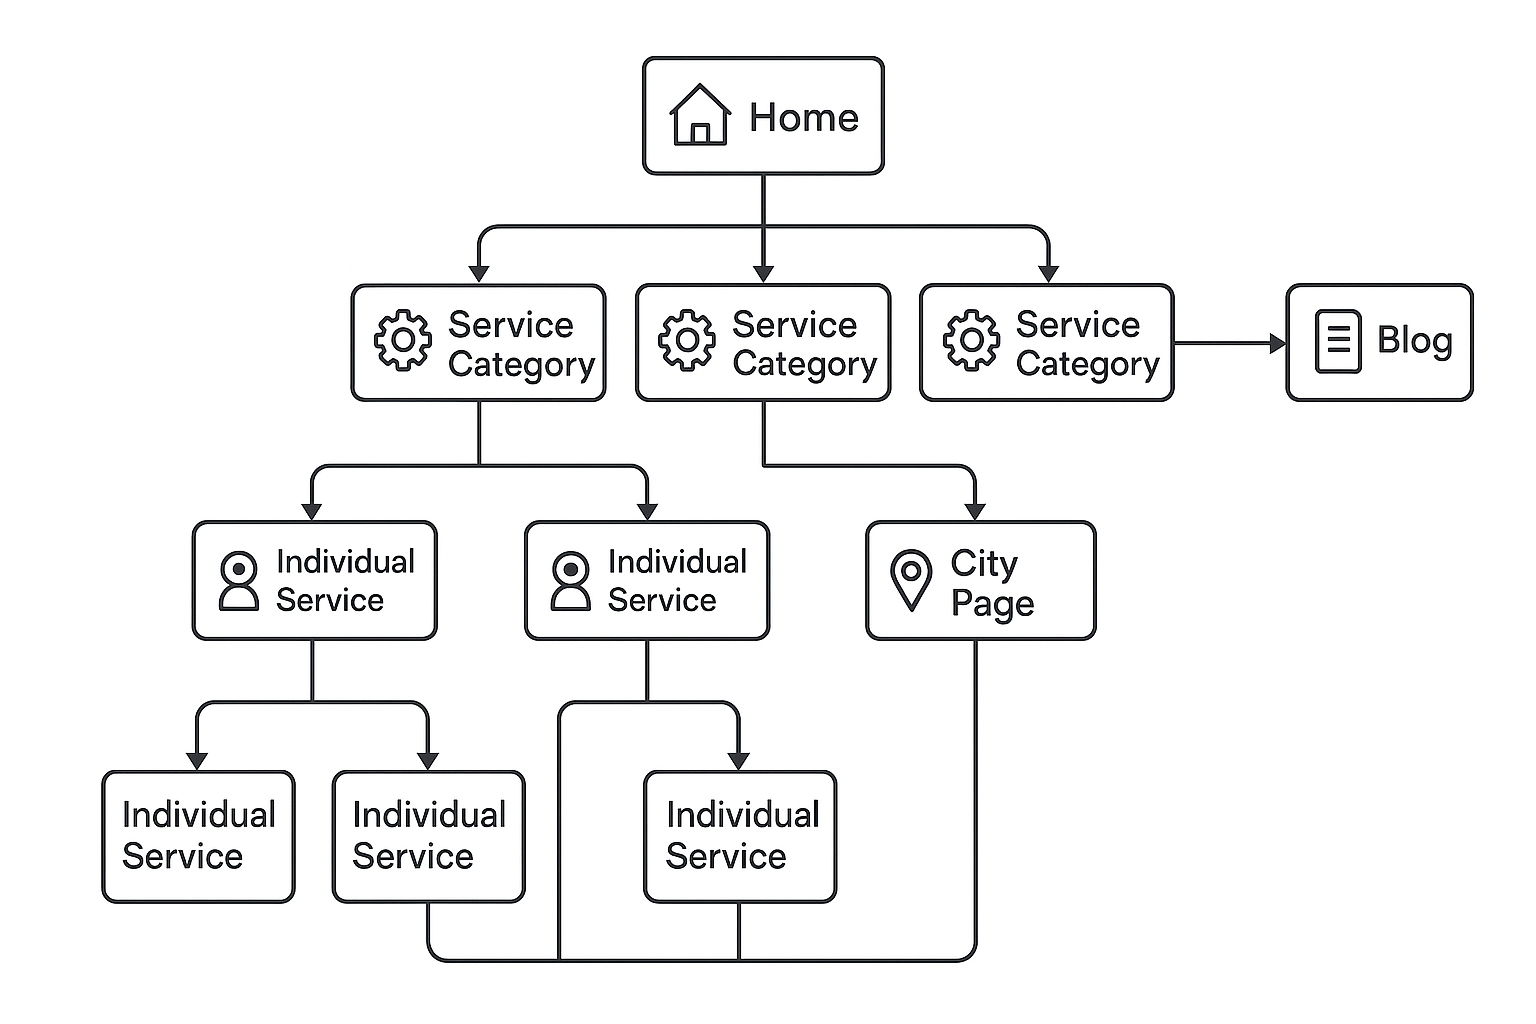 Home
Service
Category
Service
Category
Service
Category
Blog
Individual
Service
Individual
Service
City
Page
Individual
Service
Individual
Service
Individual
Service